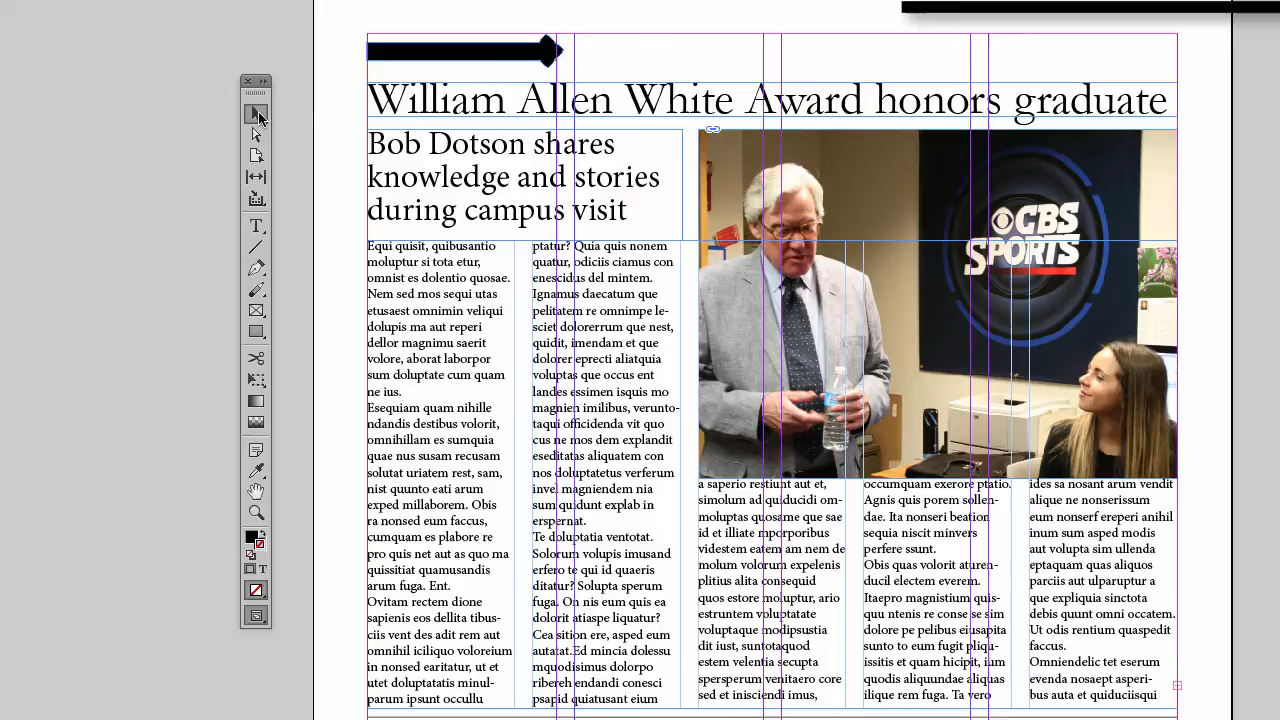 William Allen White Award honors graduate
Bob Dotson shares
knowledge and stories
during campus visit
Equi quisit, quibusantio
moluptur si tota etur,
omnist es dolentio quosae.
Nem sed mos sequi utas
etusaest omnimin veliqui
dolupis ma aut reperi
dellor magnimu saerit
volore, aborat laborpor
sum doluptate cum quam
ne ius.
Esequiam quam nihille
ndandis destibus volorit,
omnihillam es sumquia
quae nus susam recusam
solutat uriatem rest, sam,
nist quunto eati arum
exped millaborem. Obis
ra nonsed eum faccus,
cumquam es plabore re
pro quis net aut as quo ma
quissitiat quamusandis
arum fuga. Ent.
Ovitam rectem dione
sapienis eos dellita tibus-
ciis vent des adit rem aut
omnihil iciliquo voloreium
in nonsed earitatur, ut et
utet doluptatatis minul-
parum ipsunt occullu
ptatur? Quia quis nonem
quatur, odiciis ciamus con
enescidus del mintem.
Ignamus daecatum que
pelitatem re omnimpe le-
sciet dolorerrum que nest,
quidit, imendam et que
dolorer eprecti aliatquia
voluptas que occus ent
landes essimen isquis mo
magnien imilibus, verunto-
taqui officidenda vit quo
cus ne mos dem explandit
eseditatas aliquatem con
nos doluptatetus verferum
invel magniendem nia
sum quidunt explab in
erspernat.
Te doluptatia ventotat.
Solorum volupis imusand
erfero te qui id quaeris
ditatur? Solupta sperum
fuga. On nis eum quis ea
dolorit atiaspe liquatur?
Cea sition ere, asped eum
autatat.Ed mincia dolessu
mquodisimus dolorpo
ribereh endandi conesci
psapid quiatusant eium
CBS
SPORTS
a saperio restiunt aut et,
simolum ad quiducidi om-
moluptas quosame que sae
id et illiate mporporibus
videstem eatem am nem de
molum volorum expelenis
plitius alita consequid
quos estore moluptur, ario
estruntem voluptatate
voluptaque modipsustia
dit iust, suntotaquod
estem velentia secupta
spersperum venitaero core
sed et inisciendi imus,
occumquam exerore ptatio.
Agnis quis porem sollen-
dae. Ita nonseri beation
sequia niscit minvers
perfere ssunt.
Obis quas volorit aturen-
ducil electem everem.
Itaepro magnistium quis-
qu ntenis re conse se sim
dolore pe pelibus eiusapita
sunto to eum fugit pliqu-
issitis et quam hicipit, ium
quodis aliquundae aliquas
ilique rem fuga. Ta vero
ides sa nosant arum vendit
alique ne nonserissum
eum nonserf ereperi anihil
inum sum asped modis
aut volupta sim ullenda
eptaquam quas aliquos
parciis aut ulparuptur a
que expliquia sinctota
debis quunt omni occatem.
Ut odis rentium quaspedit
faccus.
Omniendelic tet eserum
evenda nosaept asperi-
bus auta et quiduciisqui